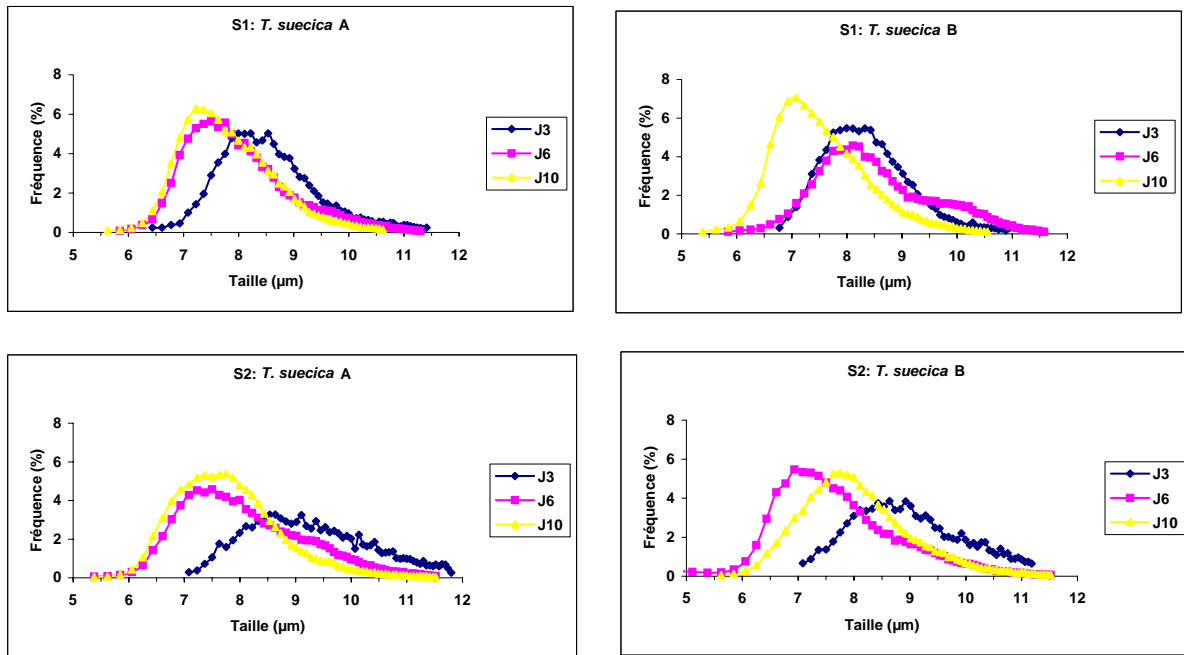 S1: T. suecica A
8
6
4
2
0
5 6 7 8 9 10 11 12
Fréquence (%)
Taille (µm)
J3
J6
J10
S1: T. suecica B
8
6
4
2
0
5 6 7 8 9 10 11 12
Fréquence (%)
Taille (µm)
J3
J6
J10
S2: T. suecica A
8
6
4
2
0
5 6 7 8 9 10 11 12
Fréquence (%)
Taille (µm)
J3
J6
J10
S2: T. suecica B
8
6
4
2
0
5 6 7 8 9 10 11 12
Fréquence (%)
Taille (µm)
J3
J6
J10